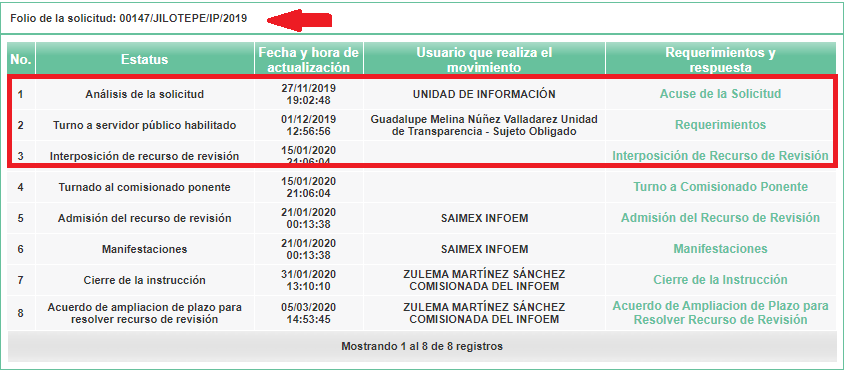 Folio de la solicitud: 00147/JILOTEPE/IP/2019
No. Estatus Fecha y hora de actualización Usuario que realiza el movimiento Requerimientos y respuesta
1 Análisis de la solicitud 27/11/2019 19:02:48 UNIDAD DE INFORMACIÓN Acuse de la Solicitud
2 Turno a servidor público habilitado 01/12/2019 12:56:56 Guadalupe Melina Núñez Valladarez Unidad de Transparencia - Sujeto Obligado Requerimientos
3 Interposición de recurso de revisión 15/01/2020 21:06:04 Interposición de Recurso de Revisión
4 Turnado al comisionado ponente 15/01/2020 21:06:04 Turno a Comisionado Ponente
5 Admisión del recurso de revisión 21/01/2020 00:13:38 SAIMEX INFOEM Admisión del Recurso de Revisión
6 Manifestaciones 21/01/2020 00:13:38 SAIMEX INFOEM Manifestaciones
7 Cierre de la instrucción 31/01/2020 13:10:10 ZULEMA MARTÍNEZ SÁNCHEZ COMISIONADA DEL INFOEM Cierre de la Instrucción
8 Acuerdo de ampliacion de plazo para resolver recurso de revisión 05/03/2020 14:53:45 ZULEMA MARTÍNEZ SÁNCHEZ COMISIONADA DEL INFOEM Acuerdo de Ampliacion de Plazo para Resolver Recurso de Revisión
Mostrando 1 al 8 de 8 registros